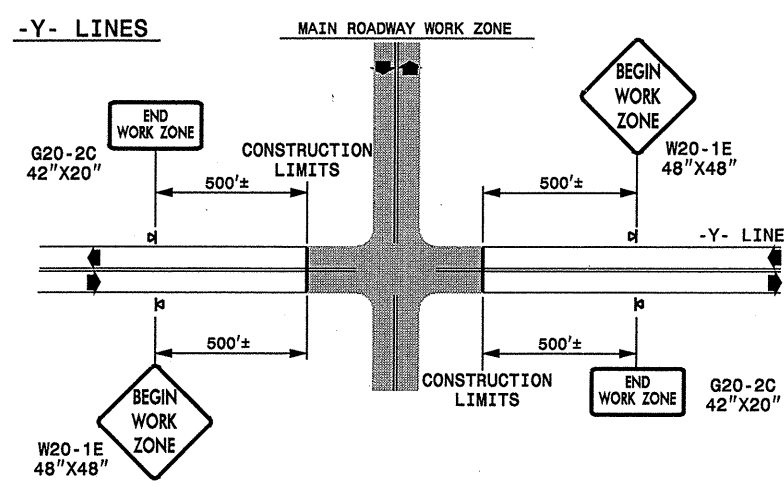 -Y- LINES
MAIN ROADWAY WORK ZONE
END
WORK ZONE
G20-2C
42"X20"
CONSTRUCTION
LIMITS
500'±
BEGIN
WORK
ZONE
W20-1E
48"X48"
500'±
-Y- LINE
500'±
BEGIN
WORK
ZONE
W20-1E
48"X48"
500'±
CONSTRUCTION
LIMITS
END
WORK ZONE
G20-2C
42"X20"